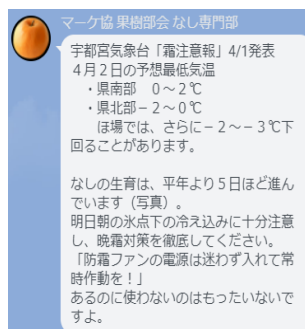 マーケ協 果樹部会 なし専門部
宇都宮気象台「霜注意報」4/1発表
４月２日の予想最低気温
・県南部　０～２℃
・県北部－２～０℃
ほ場では、さらに－２～－３℃下
回ることがあります。
なしの生育は、平年より５日ほど進ん
でいます（写真）。
明日朝の氷点下の冷え込みに十分注意
し、晩霜対策を徹底してください。
「防霜ファンの電源は迷わず入れて常
時作動を！」
あるのに使わないのはもったいないで
すよ。